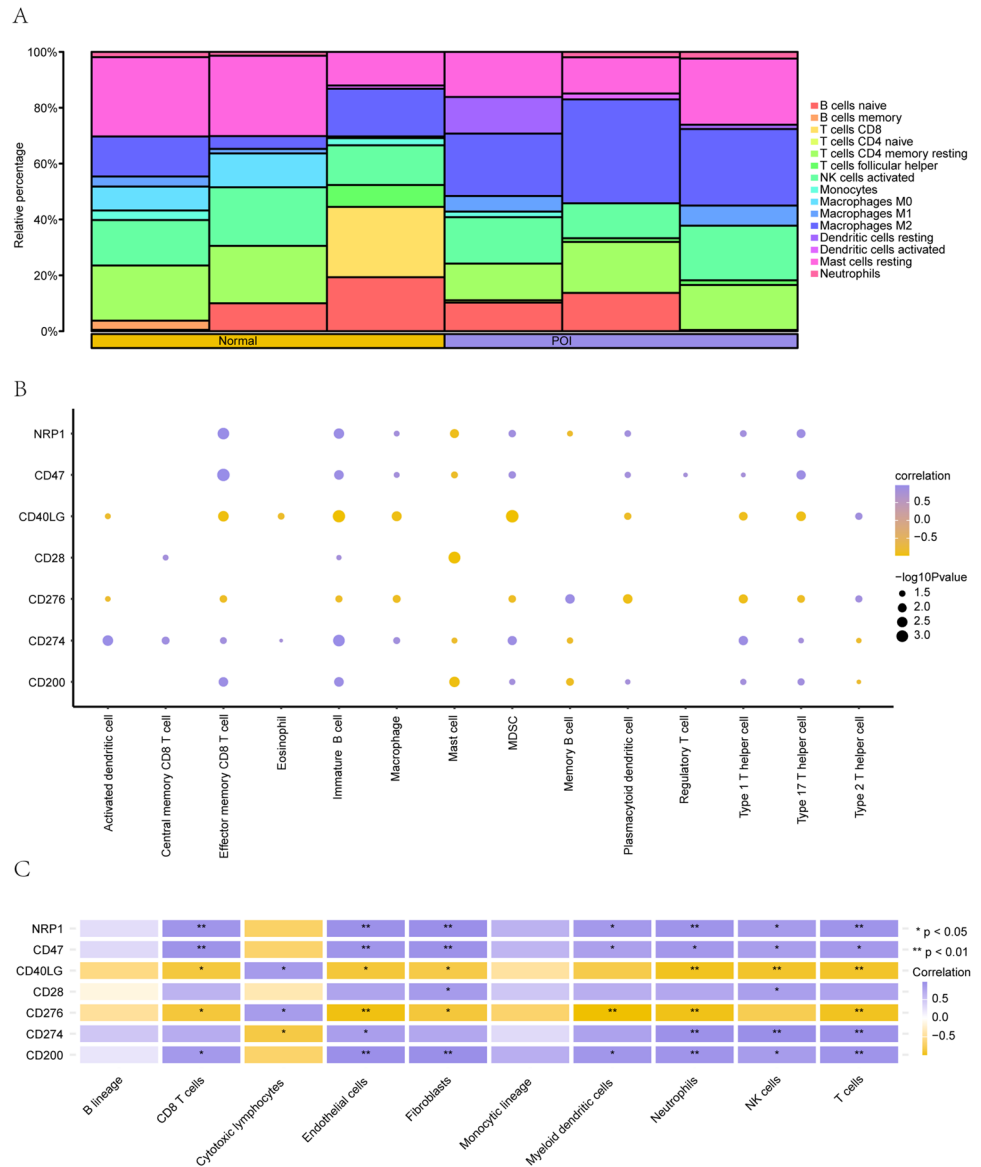 A
100%
80%
60%
40%
20%
0%
Relative percentage
Normal
POI
B cells naive
B cells memory
T cells CD8
T cells CD4 naive
T cells CD4 memory resting
T cells follicular helper
NK cells activated
Monocytes
Macrophages M0
Macrophages M1
Macrophages M2
Dendritic cells resting
Dendritic cells activated
Mast cells resting
Neutrophils
B
NRP1
CD47
CD40LG
CD28
CD276
CD274
CD200
Activated dendritic cell
Central memory CD8 T cell
Effector memory CD8 T cell
Eosinophil
Immature  B cell
Macrophage
Mast cell
MDSC
Memory B cell
Plasmacytoid dendritic cell
Regulatory T cell
Type 1 T helper cell
Type 17 T helper cell
Type 2 T helper cell
correlation
0.5
0.0
−0.5
−log10Pvalue
1.5
2.0
2.5
3.0
C
NRP1 ** ** ** * ** * **
CD47 ** ** ** * * * *
CD40LG * * * * ** ** **
CD28 * *
CD276 * * ** * ** ** **
CD274 * * ** ** **
CD200 * ** ** * ** * **
B lineage
CD8 T cells
Cytotoxic lymphocytes
Endothelial cells
Fibroblasts
Monocytic lineage
Myeloid dendritic cells
Neutrophils
NK cells
T cells
* p < 0.05
** p < 0.01
Correlation
0.5
0.0
−0.5